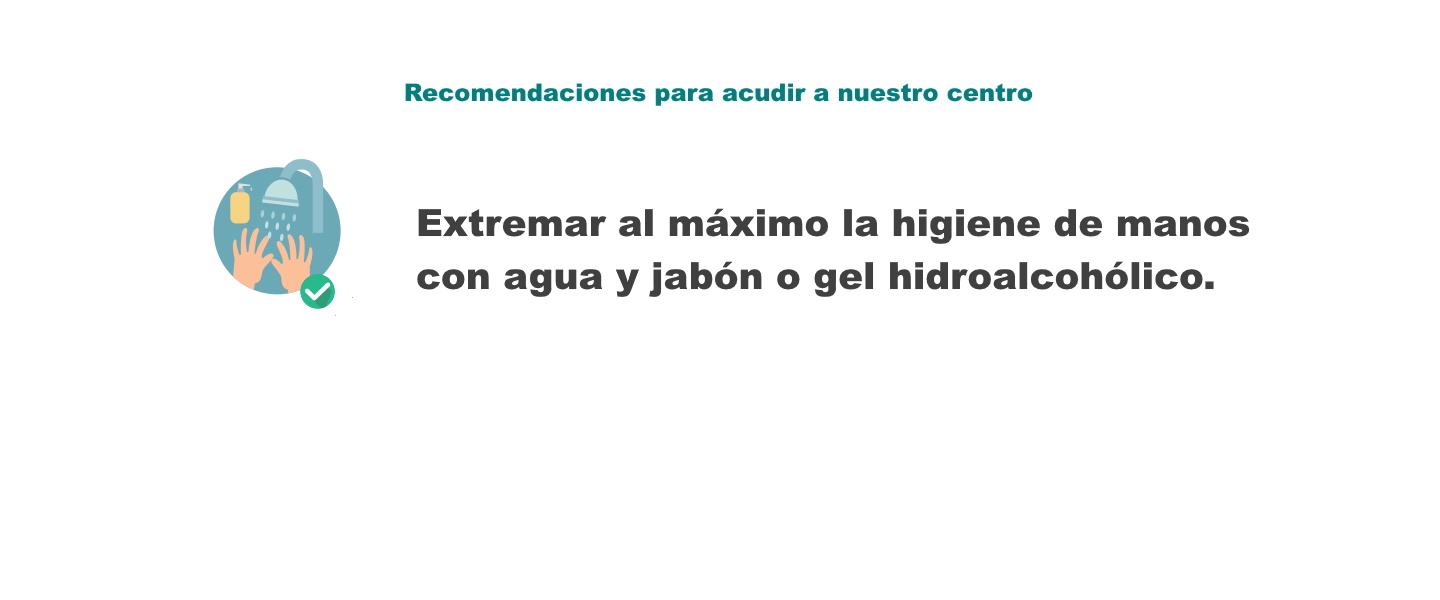 Recomendaciones para acudir a nuestro centro
Extremar al máximo la higiene de manos
con agua y jabón o gel hidroalcohólico.